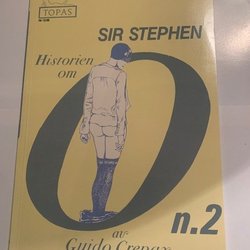 TOPAS
SIR STEPHEN
Historien
om
O
n.2
av
Guido Crepax